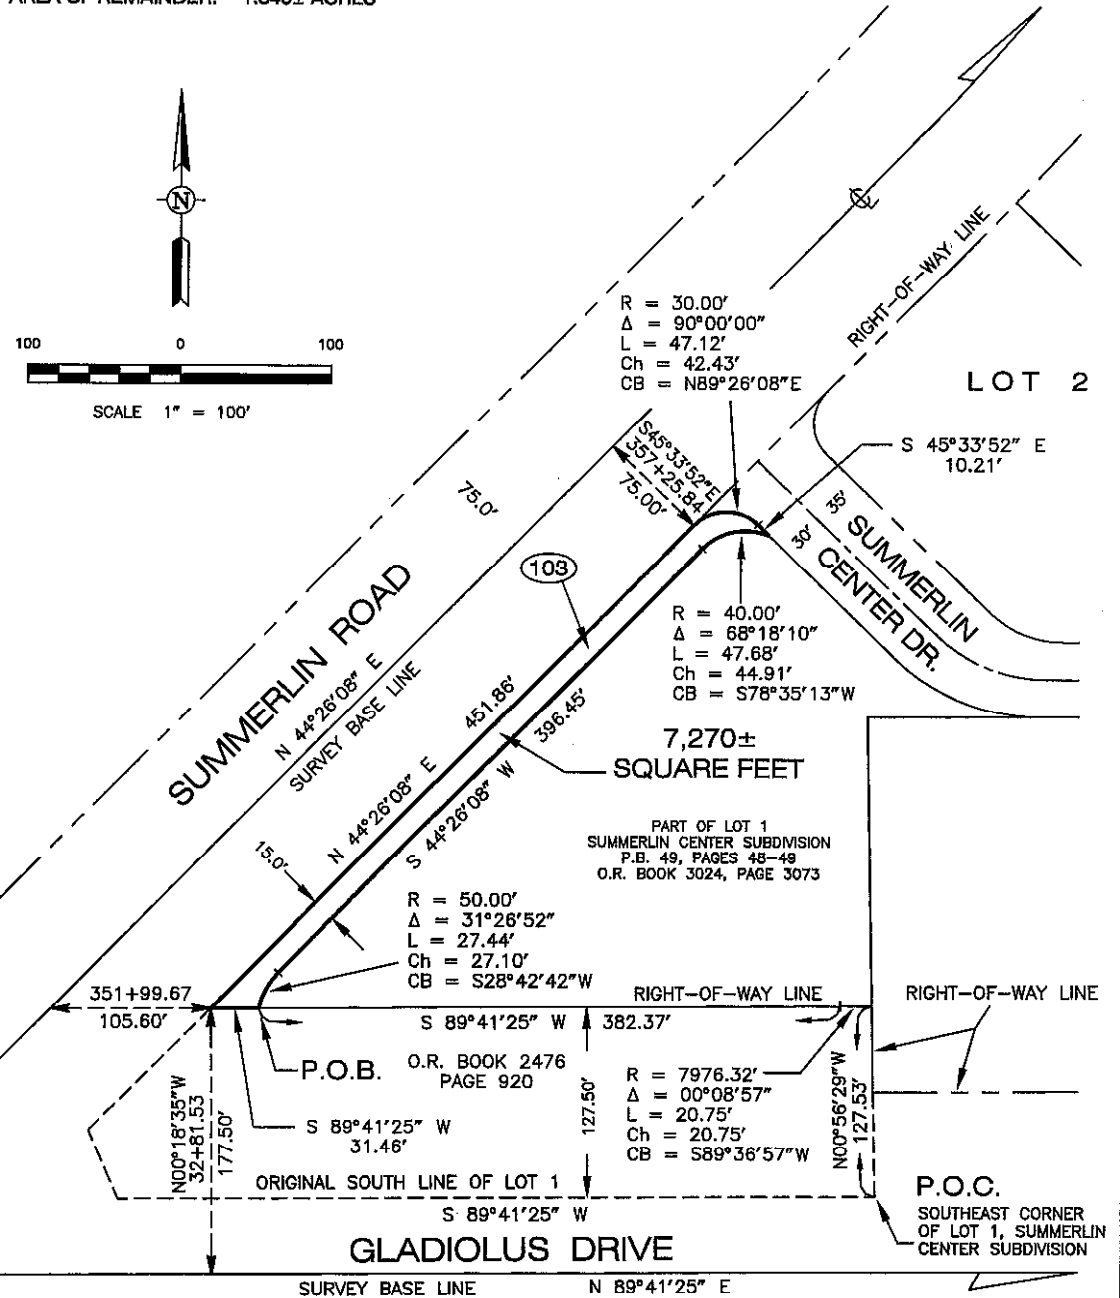 AREA OF REMAINDER: 1.640± ACRES
N
100 0 100
SCALE 1" = 100'
R = 30.00'
Δ = 90°00'00"
L = 47.12'
Ch = 42.43'
CB = N89°26'08"E
RIGHT-OF-WAY LINE
LOT 2
S 45°33'52" E
10.21'
S45°33'52"E
357+25.84
75.00'
75.0'
35'
SUMMERLIN
30'
CENTER DR.
103
SUMMERLIN ROAD
N 44°26'08" E
SURVEY BASE LINE
R = 40.00'
Δ = 68°18'10"
L = 47.68'
Ch = 44.91'
CB = S78°35'13"W
451.86'
N 44°26'08" E
396.45'
S 44°26'08" W
7,270±
SQUARE FEET
PART OF LOT 1
SUMMERLIN CENTER SUBDIVISION
P.B. 49, PAGES 48-49
O.R. BOOK 3024, PAGE 3073
15.0'
R = 50.00'
Δ = 31°26'52"
L = 27.44'
Ch = 27.10'
CB = S28°42'42"W
351+99.67
105.60'
RIGHT-OF-WAY LINE
RIGHT-OF-WAY LINE
S 89°41'25" W 382.37'
P.O.B.
O.R. BOOK 2476
PAGE 920
S 89°41'25" W
31.46'
127.50'
R = 7976.32'
Δ = 00°08'57"
L = 20.75'
Ch = 20.75'
CB = S89°36'57"W
N00°56'29"W
127.53'
N00°18'35"W
32+81.53
177.50'
ORIGINAL SOUTH LINE OF LOT 1
S 89°41'25" W
P.O.C.
SOUTHEAST CORNER
OF LOT 1, SUMMERLIN
CENTER SUBDIVISION
GLADIOLUS DRIVE
SURVEY BASE LINE N 89°41'25" E